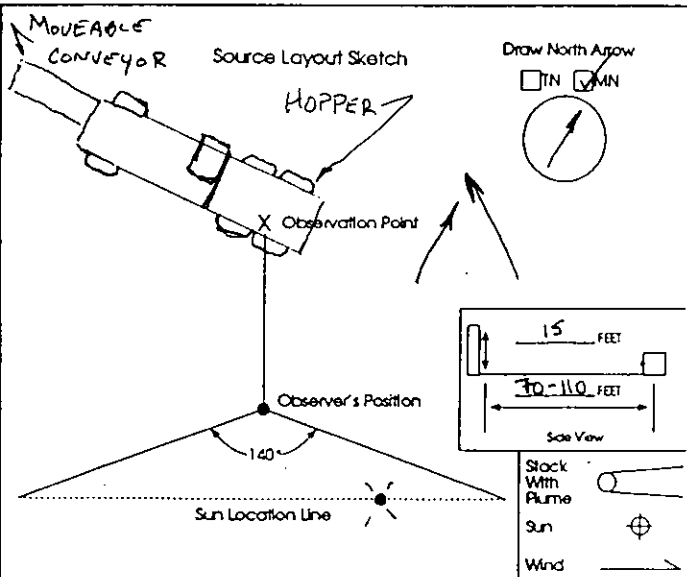 MOVEABLE
CONVEYOR
Source Layout Sketch
HOPPER
Draw North Arrow
TN MN
X Observation Point
15 FEET
70-110 FEET
Side View
Observer's Position
140°
Sun Location Line
Stack
With
Plume
Sun
Wind